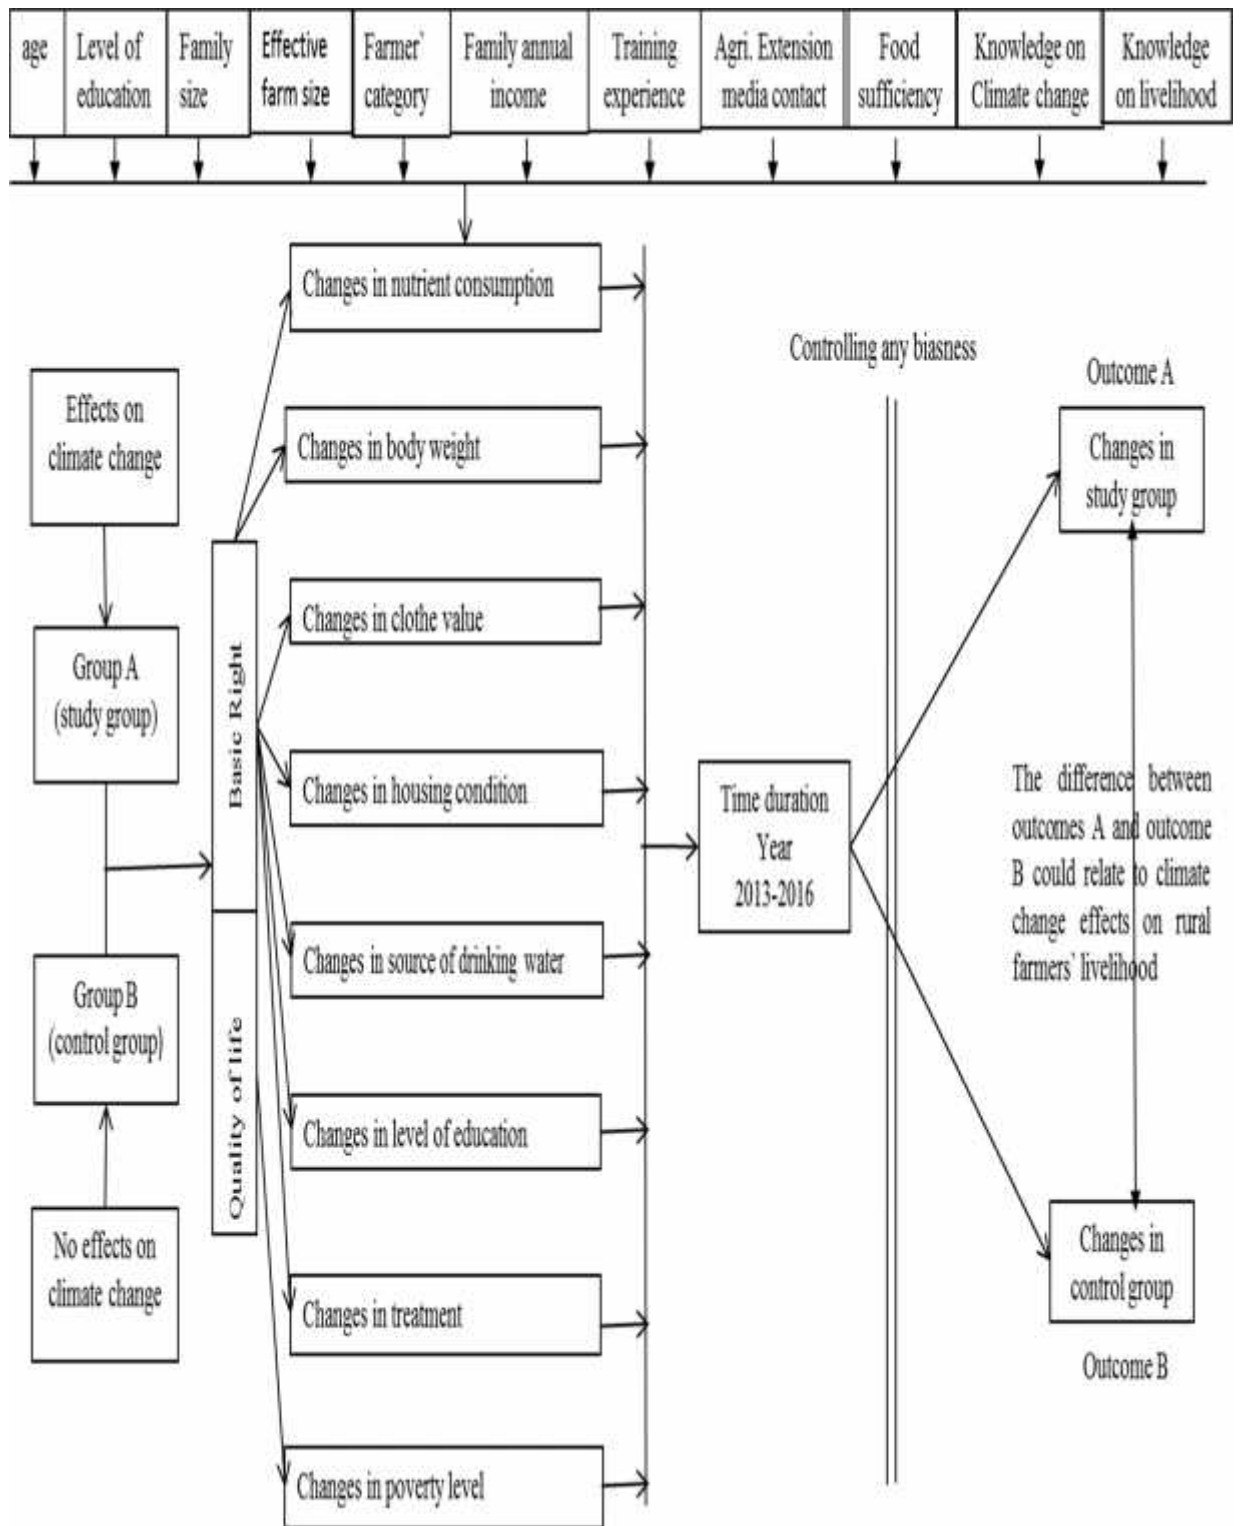 age
Level of
education
Family
size
Effective
farm size
Farmer`
category
Family annual
income
Training
experience
Agri. Extension
media contact
Food
sufficiency
Knowledge on
Climate change
Knowledge
on livelihood
Changes in nutrient consumption
Controlling any biasness
Outcome A
Effects on
climate change
Changes in body weight
Changes in
study group
Changes in clothe value
Group A
(study group)
Basic Right
Changes in housing condition
Time duration
Year
2013-2016
The difference between
outcomes A and outcome
B could relate to climate
change effects on rural
farmers` livelihood
Changes in source of drinking water
Group B
(control group)
Quality of life
Changes in level of education
No effects on
climate change
Changes in treatment
Changes in
control group
Outcome B
Changes in poverty level